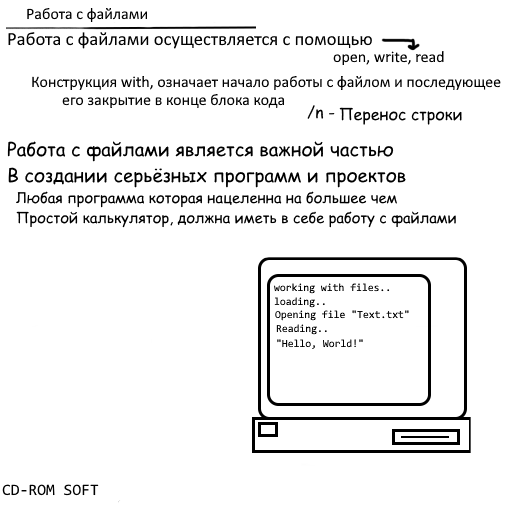 Работа с файлами
Работа с файлами осуществляется с помощью
open, write, read
Конструкция with, означает начало работы с файлом и последующее
его закрытие в конце блока кода
/n - Перенос строки
Работа с файлами является важной частью
В создании серьёзных программ и проектов
Любая программа которая нацеленна на большее чем
Простой калькулятор, должна иметь в себе работу с файлами
working with files..
loading..
Opening file "Text.txt"
Reading..
"Hello, World!"
CD-ROM SOFT